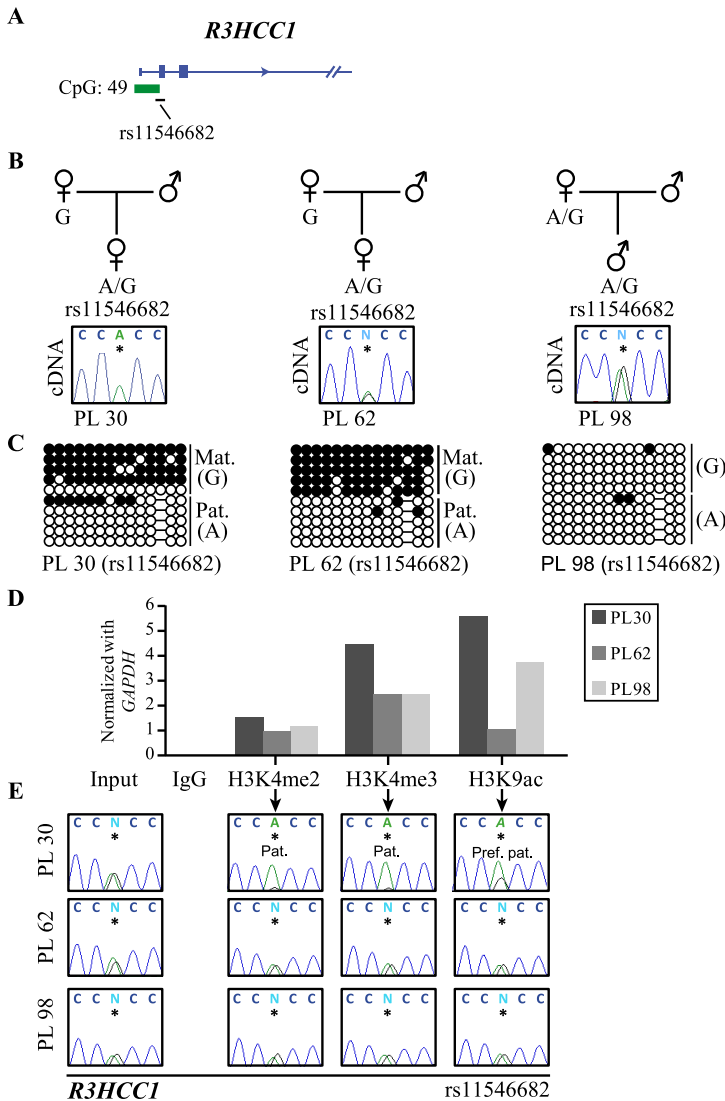 A
R3HCC1
CpG: 49
rs11546682
B
G
A/G
rs11546682
cDNA
C C A C C
*
PL 30
G
A/G
rs11546682
cDNA
C C N C C
*
PL 62
A/G
A/G
rs11546682
cDNA
C C N C C
*
PL 98
C
Mat.
(G)
Pat.
(A)
PL 30 (rs11546682)
Mat.
(G)
Pat.
(A)
PL 62 (rs11546682)
(G)
(A)
PL 98 (rs11546682)
D
Normalized with
GAPDH
6
5
4
3
2
1
0
PL30
PL62
PL98
Input IgG H3K4me2 H3K4me3 H3K9ac
E
PL 30
C C N C C
*
C C A C C
*
Pat.
C C A C C
*
Pat.
C C A C C
*
Pref. pat.
PL 62
C C N C C
*
C C N C C
*
C C N C C
*
C C N C C
*
PL 98
C C N C C
*
C C N C C
*
C C N C C
*
C C N C C
*
R3HCC1 rs11546682